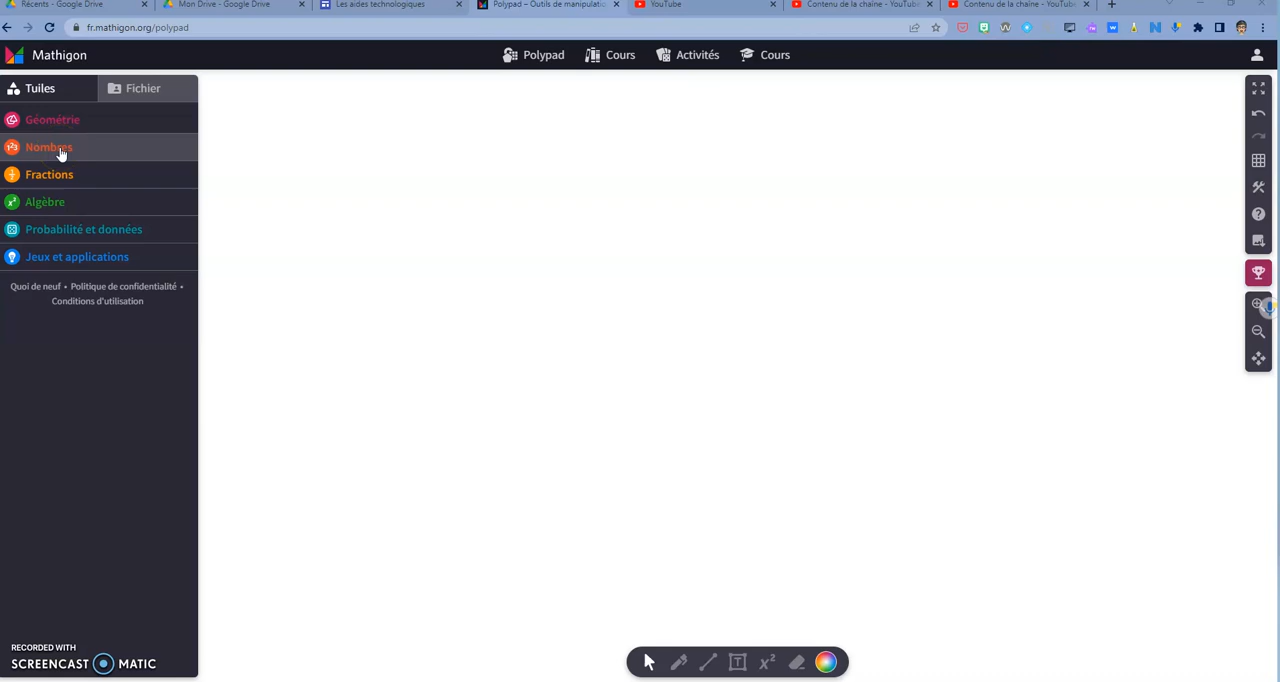 Récents - Google Drive
Mon Drive - Google Drive
Les aides technologiques
Polypad – Outils de manipulatio
YouTube
Contenu de la chaîne - YouTube
Contenu de la chaîne - YouTube
fr.mathigon.org/polypad
Mathigon
Polypad
Cours
Activités
Cours
Tuiles
Fichier
Géométrie
Nombres
Fractions
Algèbre
Probabilité et données
Jeux et applications
Quoi de neuf • Politique de confidentialité •
Conditions d'utilisation
RECORDED WITH
SCREENCAST MATIC